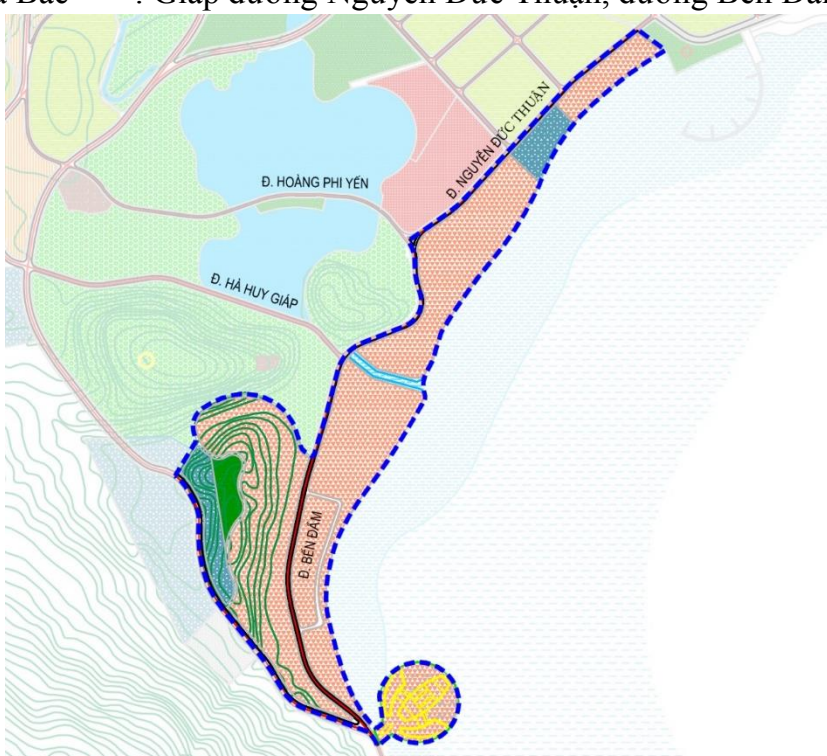 Bắc : Giáp đường Nguyễn Đức Thuận, đường Bến Đầm
Đ. NGUYỄN ĐỨC THUẬN
Đ. HOÀNG PHI YẾN
Đ. HÀ HUY GIÁP
Đ. BẾN ĐẦM